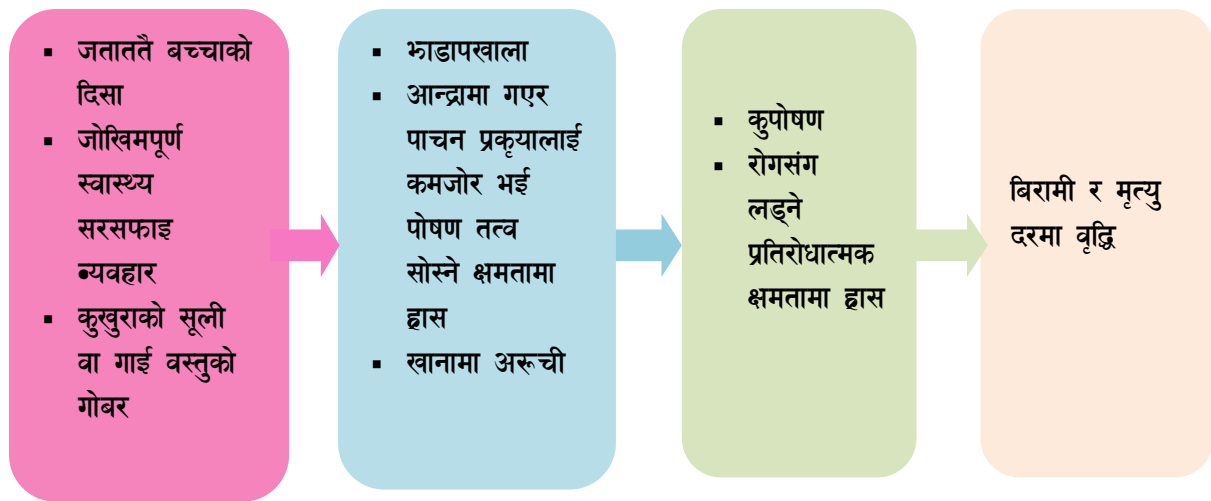 ▪ जताततै बच्चाको
दिसा
▪ जोखिमपूर्ण
स्वास्थ्य
सरसफाइ
ब्यवहार
▪ कुखुराको सूली
वा गाई वस्तुको
गोबर
▪ झाडापखाला
▪ आन्द्रामा गएर
पाचन प्रकृयालाई
कमजोर भई
पोषण तत्व
सोस्ने क्षमतामा
ह्रास
▪ खानामा अरूची
▪ कुपोषण
▪ रोगसंग
लड्ने
प्रतिरोधात्मक
क्षमतामा ह्रास
बिरामी र मृत्यु
दरमा वृद्धि